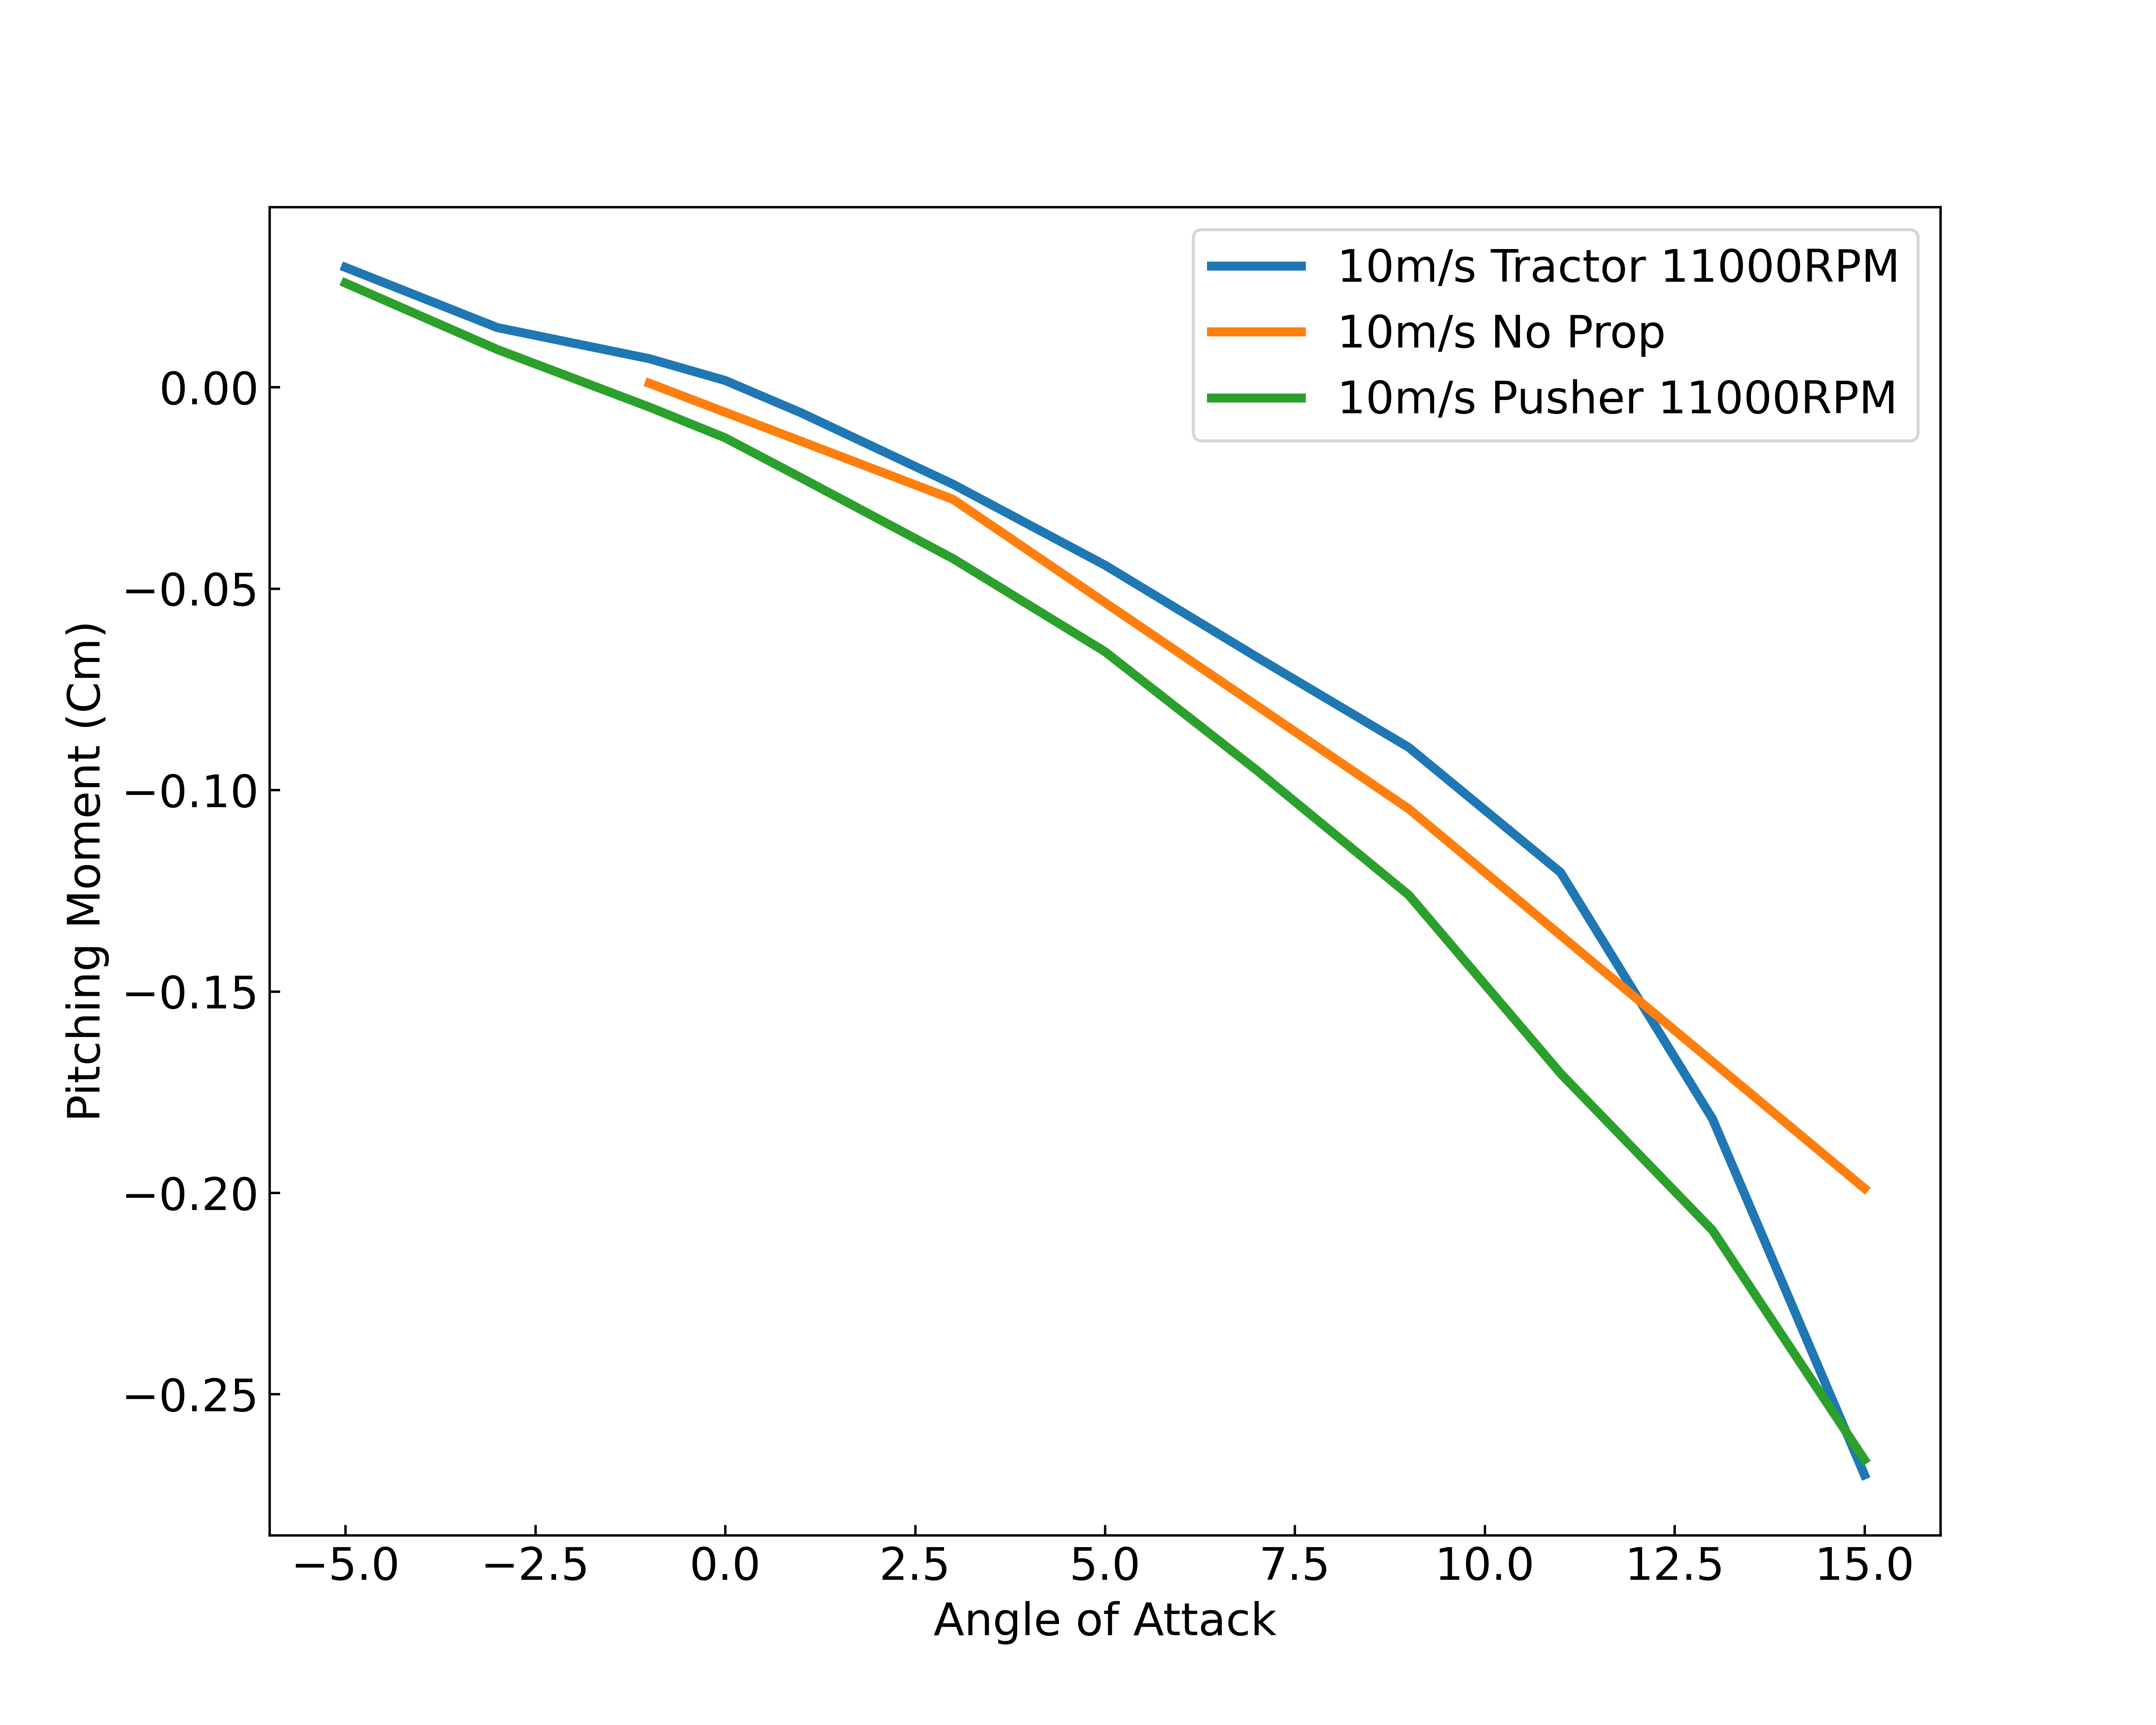 10m/s Tractor 11000RPM
10m/s No Prop
10m/s Pusher 11000RPM
Pitching Moment (Cm)
0.00
−0.05
−0.10
−0.15
−0.20
−0.25
−5.0 −2.5 0.0 2.5 5.0 7.5 10.0 12.5 15.0
Angle of Attack